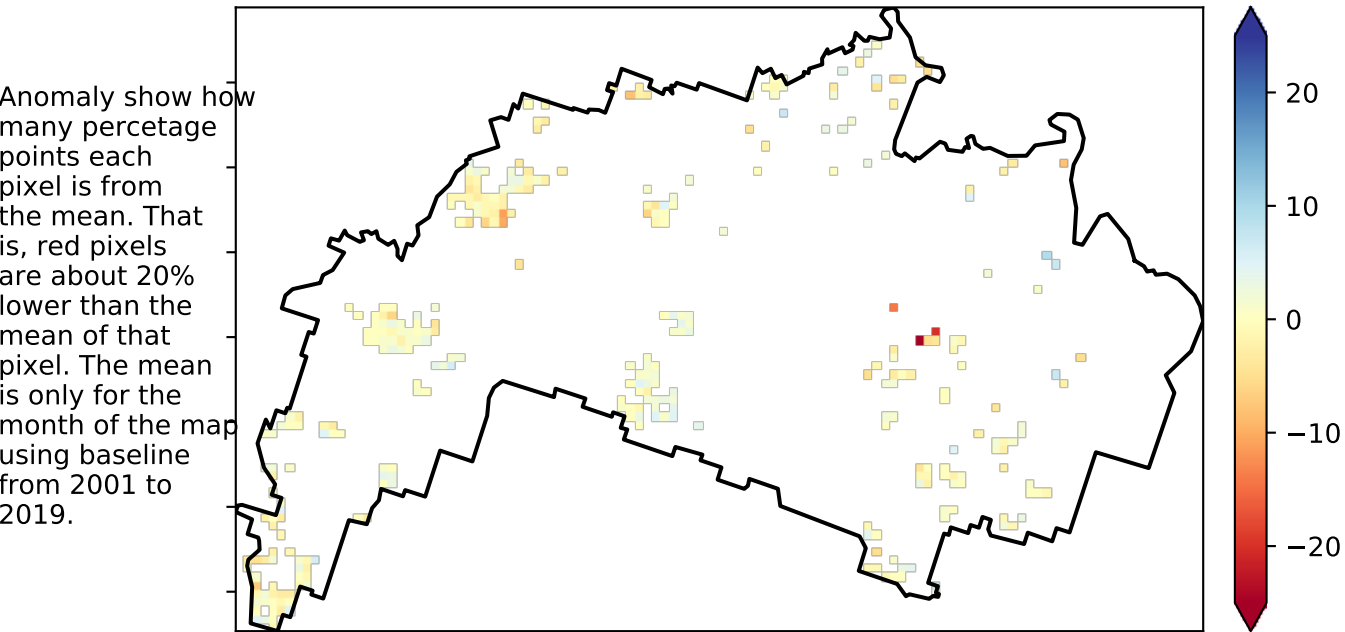 Anomaly show how
many percetage
points each
pixel is from
the mean. That
is, red pixels
are about 20%
lower than the
mean of that
pixel. The mean
is only for the
month of the map
using baseline
from 2001 to
2019.
20
10
0
−10
−20